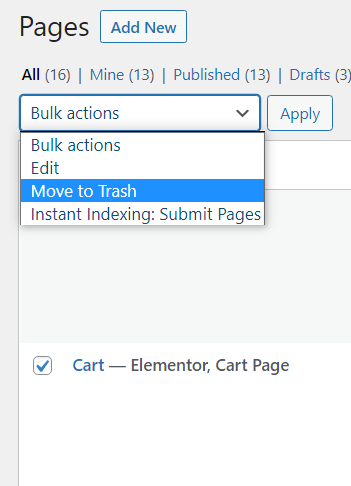 Pages Add New
All (16) | Mine (13) | Published (13) | Drafts (3)
Bulk actions Apply
Bulk actions
Edit
Move to Trash
Instant Indexing: Submit Pages
Cart — Elementor, Cart Page